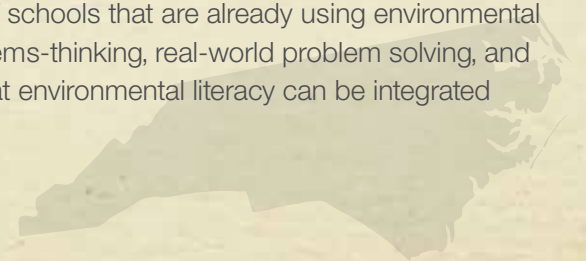 schools that are already using environmental
ems-thinking, real-world problem solving, and
at environmental literacy can be integrated